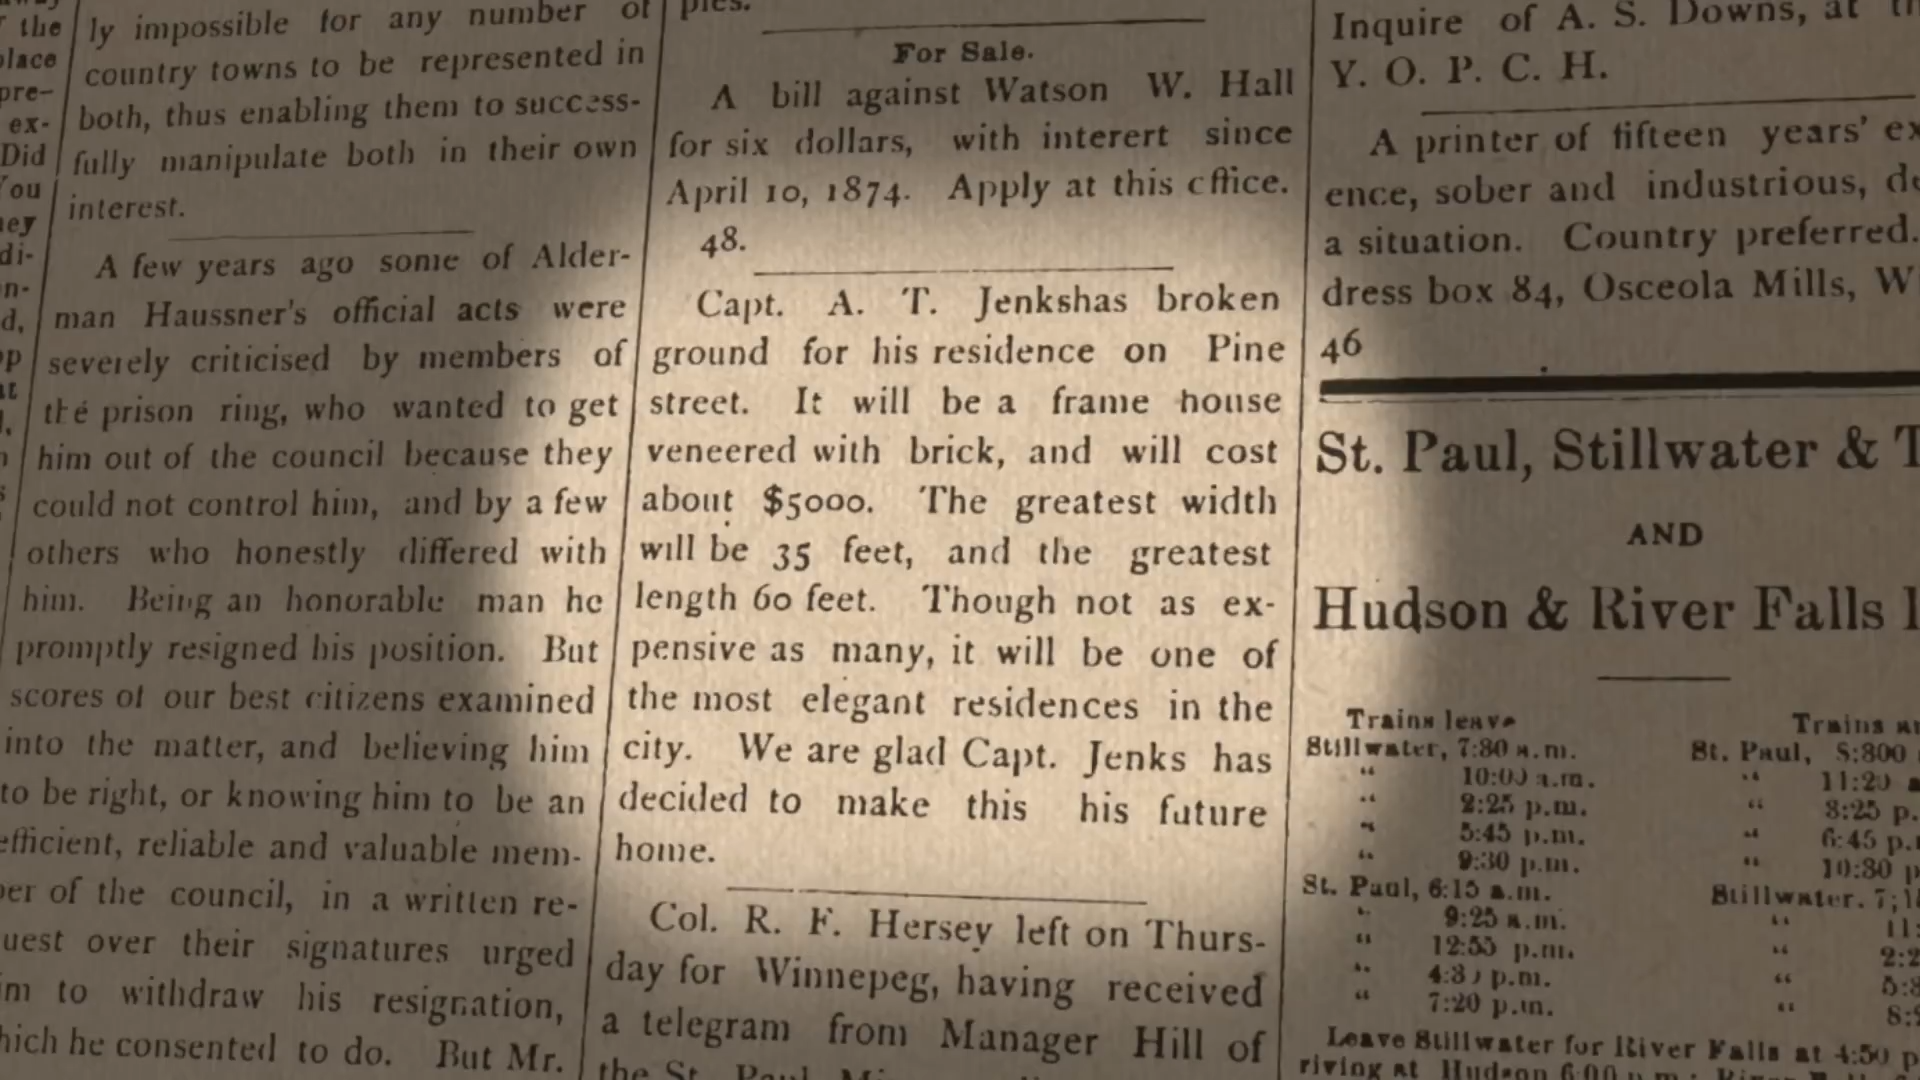 the
place
pre-
ex-
Did
You
hey
di-
ly impossible for any number of
country towns to be represented in
both, thus enabling them to success-
fully manipulate both in their own
interest.
A few years ago some of Alder-
man Haussner's official acts were
severely criticised by members of
the prison ring, who wanted to get
him out of the council because they
could not control him, and by a few
others who honestly differed with
him. Being an honorable man he
promptly resigned his position. But
scores of our best citizens examined
into the matter, and believing him
to be right, or knowing him to be an
efficient, reliable and valuable mem-
of the council, in a written re-
over their signatures urged
to withdraw his resignation,
which he consented to do. But Mr.
For Sale.
A bill against Watson W. Hall
for six dollars, with interert since
April 10, 1874. Apply at this cffice.
48.
Capt. A. T. Jenkshas broken
ground for his residence on Pine
street. It will be a frame house
veneered with brick, and will cost
about $5000. The greatest width
will be 35 feet, and the greatest
length 60 feet. Though not as ex-
pensive as many, it will be one of
the most elegant residences in the
city. We are glad Capt. Jenks has
decided to make this his future
home.
Col. R. F. Hersey left on Thurs-
day for Winnepeg, having received
a telegram from Manager Hill of
the St. Paul
Inquire of A. S. Downs, at
Y. O. P. C. H.
A printer of fifteen years' ex
ence, sober and industrious,
a situation. Country preferred.
dress box 84, Osceola Mills, W
46
St. Paul, Stillwater & T
AND
Hudson & River Falls
Trains leave
Stillwater, 7:30 a.m.
“ 10:00 a.m.
“ 2:25 p.m.
“ 5:45 p.m.
“ 9:30 p.m.
St. Paul, 6:15 a.m.
“ 9:25 a.m.
“ 12:55 p.m.
“ 4:3 p.m.
“ 7:20 p.m.
Trains
St. Paul,
“ 11:20
“ 3:25 p.
“ 6:45 p.
“ 10:30 p
Stillwater.
Leave Stillwater for River Falls at 4:50 p
riving at Hudson 6:00 p.m.;